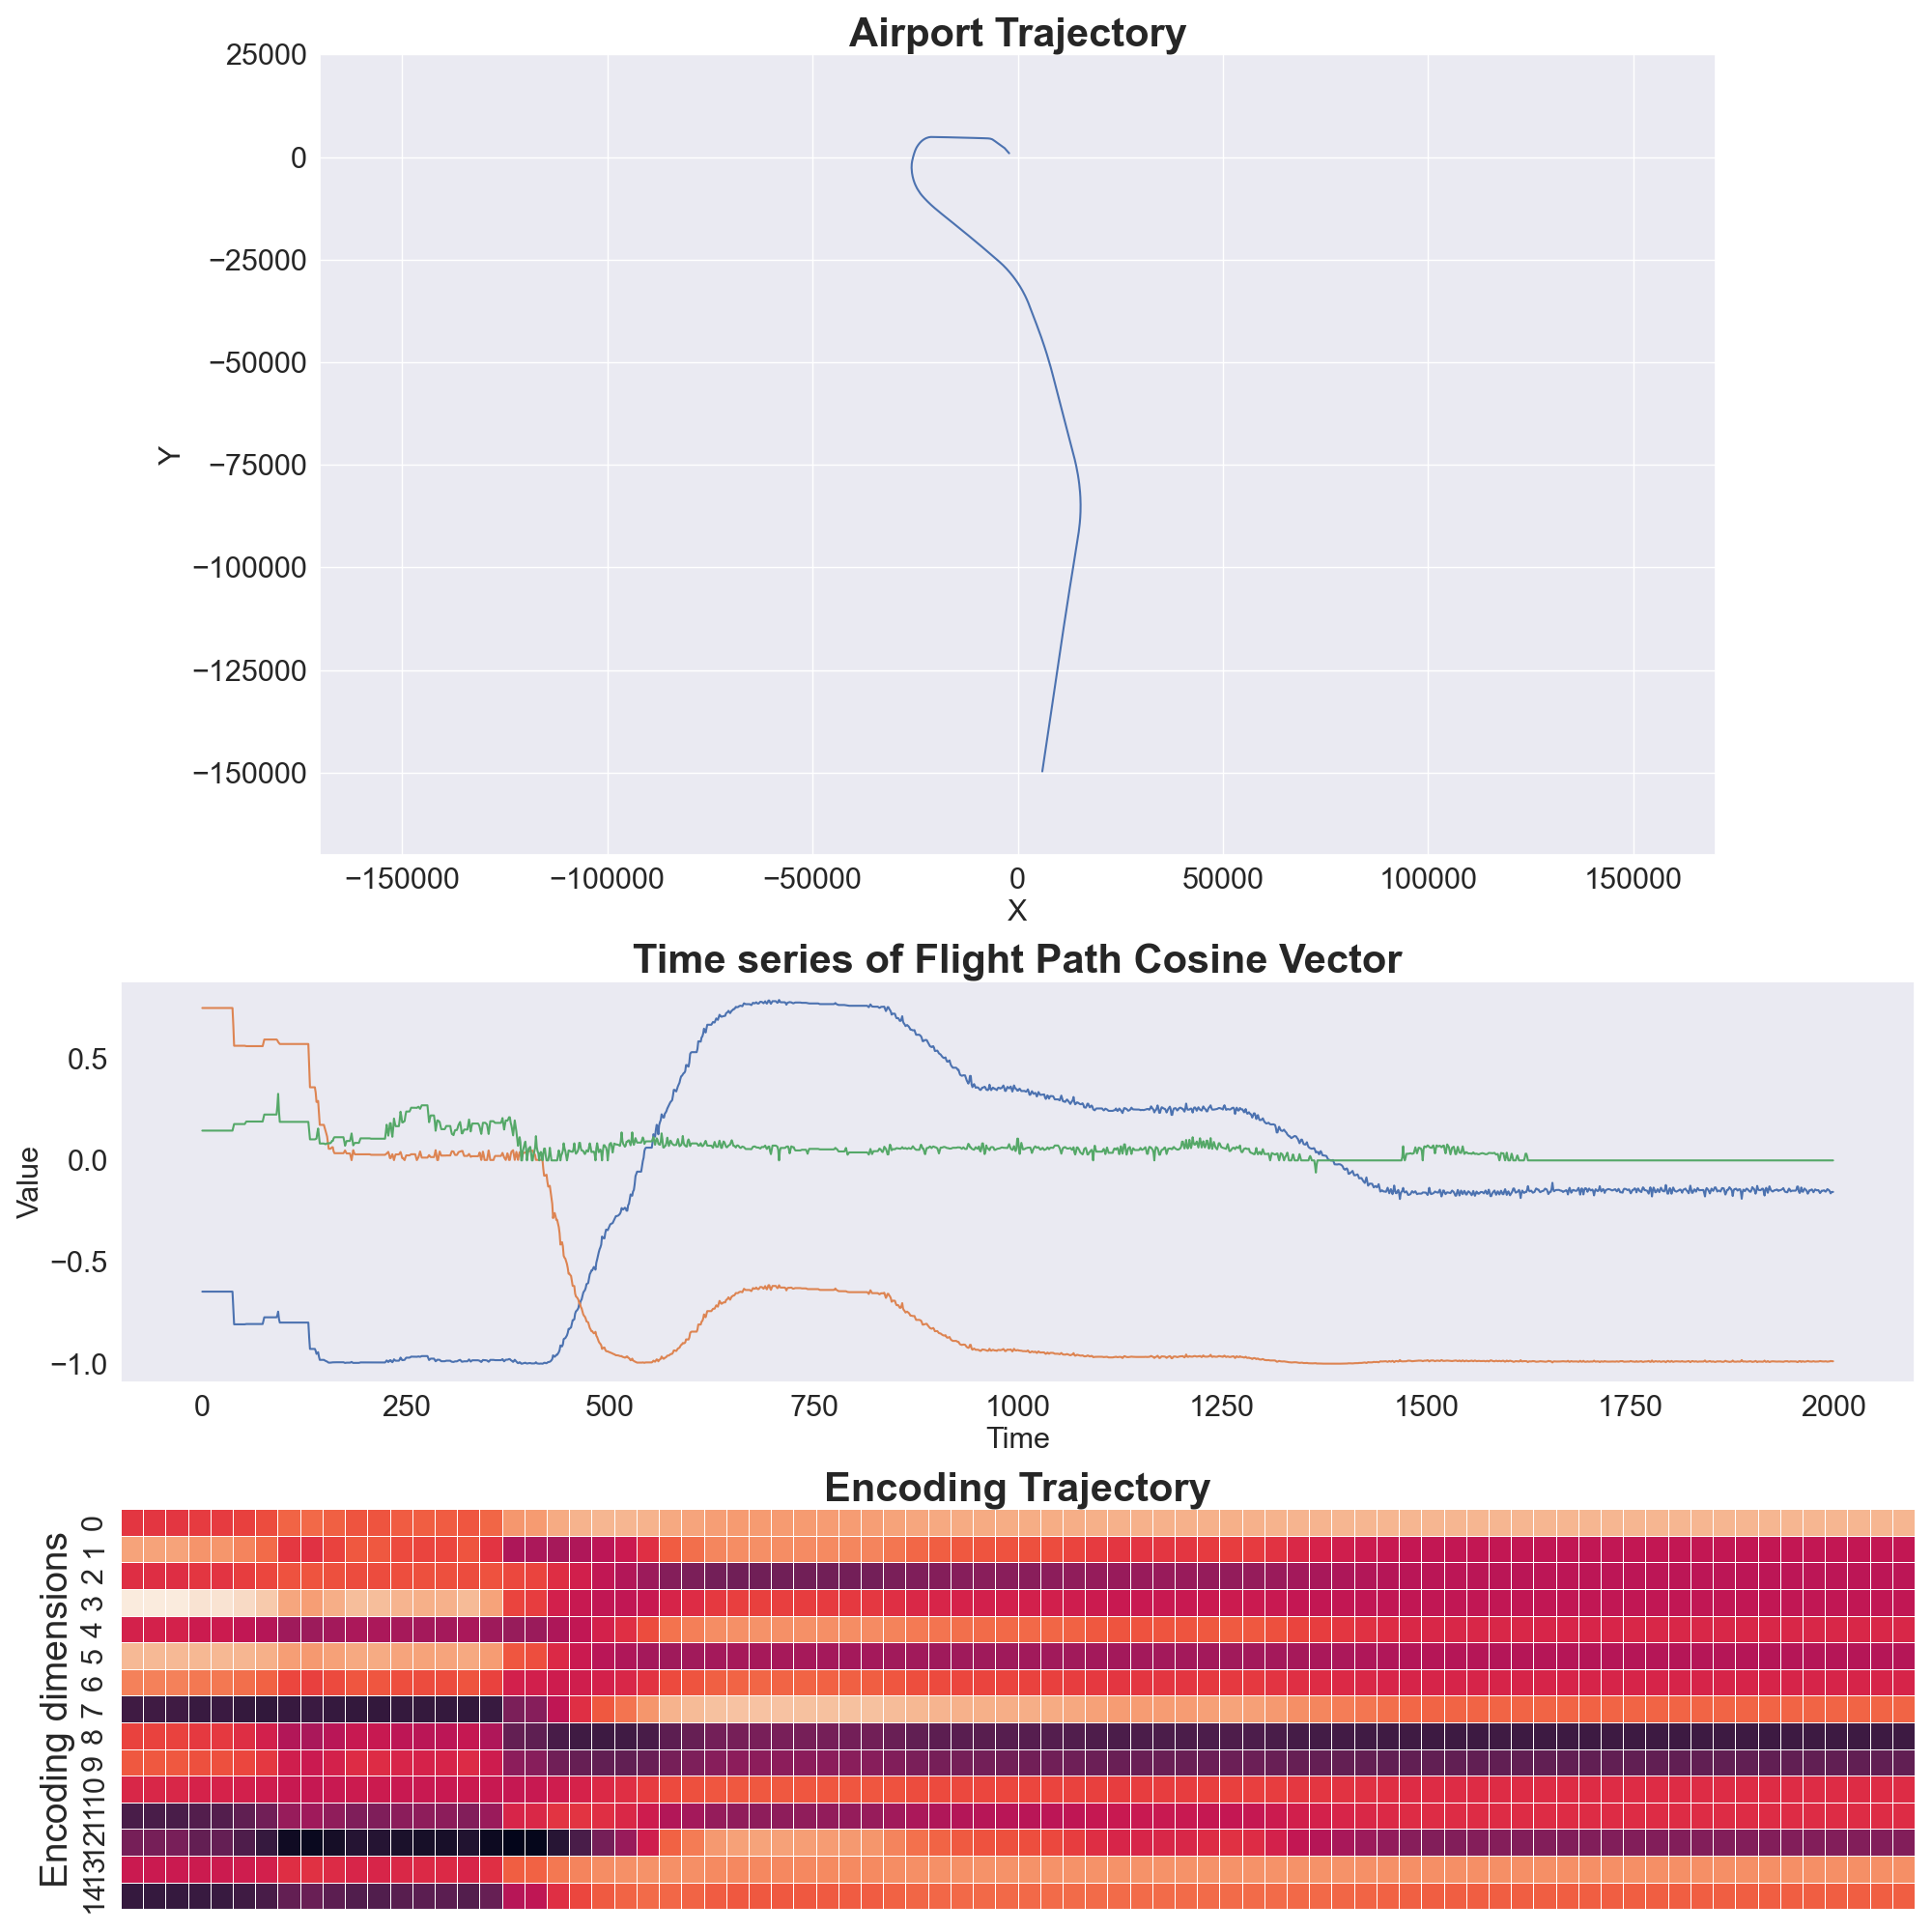 Airport Trajectory
25000
0
−25000
−50000
−75000
−100000
−125000
−150000
Y
−150000 −100000 −50000 0 50000 100000 150000
X
Time series of Flight Path Cosine Vector
0.5
0.0
−0.5
−1.0
Value
0 250 500 750 1000 1250 1500 1750 2000
Time
Encoding Trajectory
Encoding dimensions
0
1
2
3
4
5
6
7
8
9
10
11
12
13
14